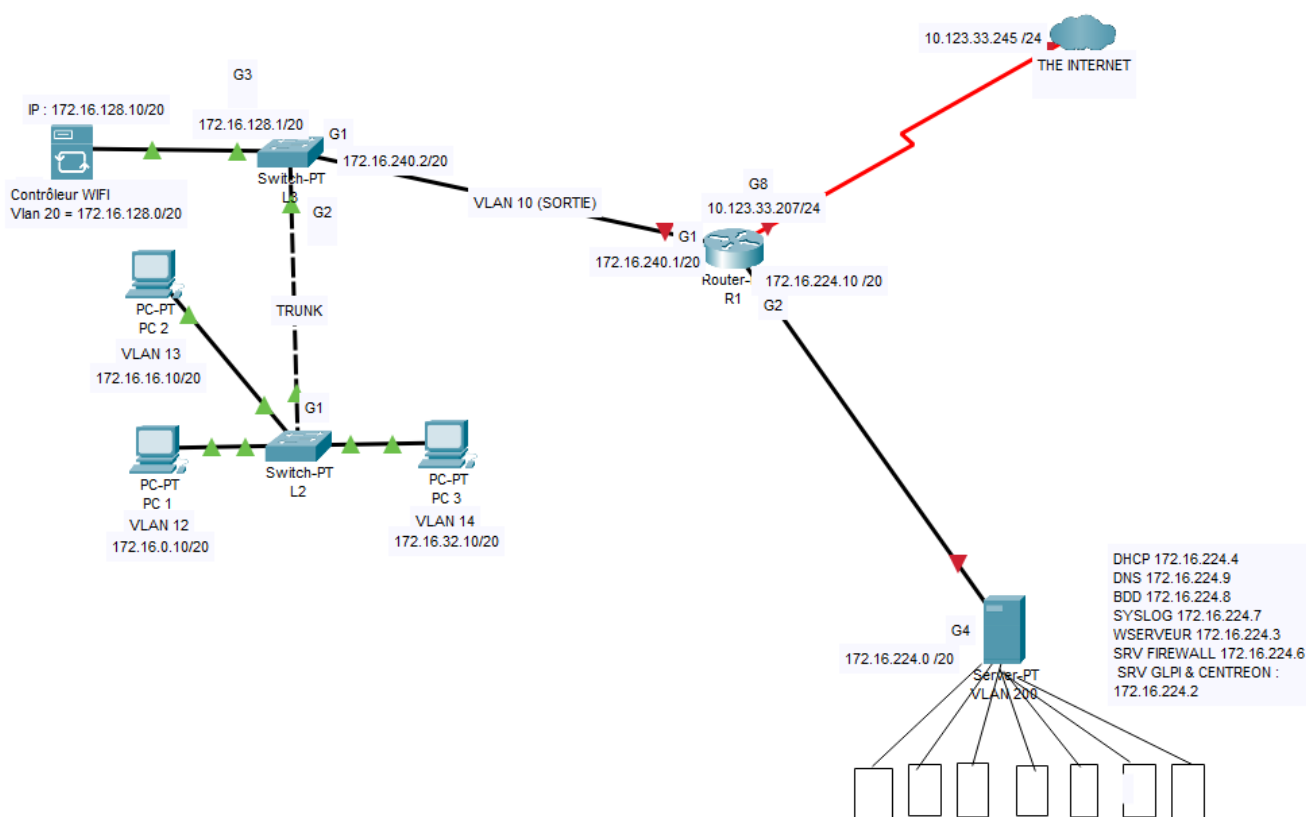 10.123.33.245 /24
THE INTERNET
G3
IP : 172.16.128.10/20
172.16.128.1/20
G1
172.16.240.2/20
Switch-PT
L3
Contrôleur WIFI
Vlan 20 = 172.16.128.0/20
G2
VLAN 10 (SORTIE)
G8
10.123.33.207/24
G1
172.16.240.1/20
Router-
R1
172.16.224.10 /20
G2
TRUNK
PC-PT
PC 2
VLAN 13
172.16.16.10/20
G1
Switch-PT
L2
PC-PT
PC 1
VLAN 12
172.16.0.10/20
PC-PT
PC 3
VLAN 14
172.16.32.10/20
DHCP 172.16.224.4
DNS 172.16.224.9
BDD 172.16.224.8
SYSLOG 172.16.224.7
WSERVEUR 172.16.224.3
SRV FIREWALL 172.16.224.6
SRV GLPI & CENTREON :
172.16.224.2
G4
172.16.224.0 /20
Server-PT
VLAN 200